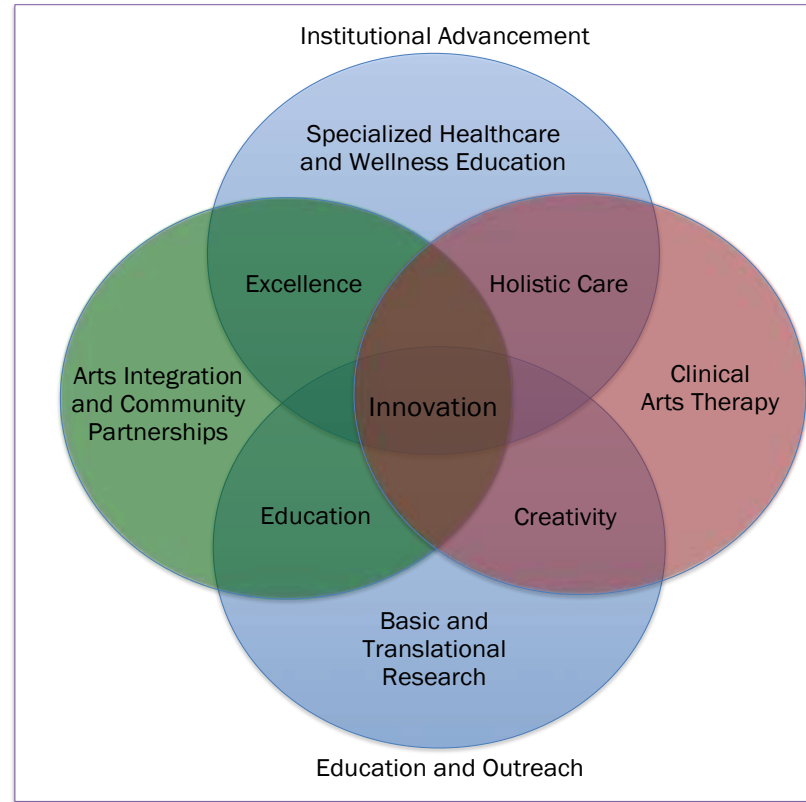 Institutional Advancement
Specialized Healthcare
and Wellness Education
Excellence
Holistic Care
Arts Integration
and Community
Partnerships
Innovation
Clinical
Arts Therapy
Education
Creativity
Basic and
Translational
Research
Education and Outreach